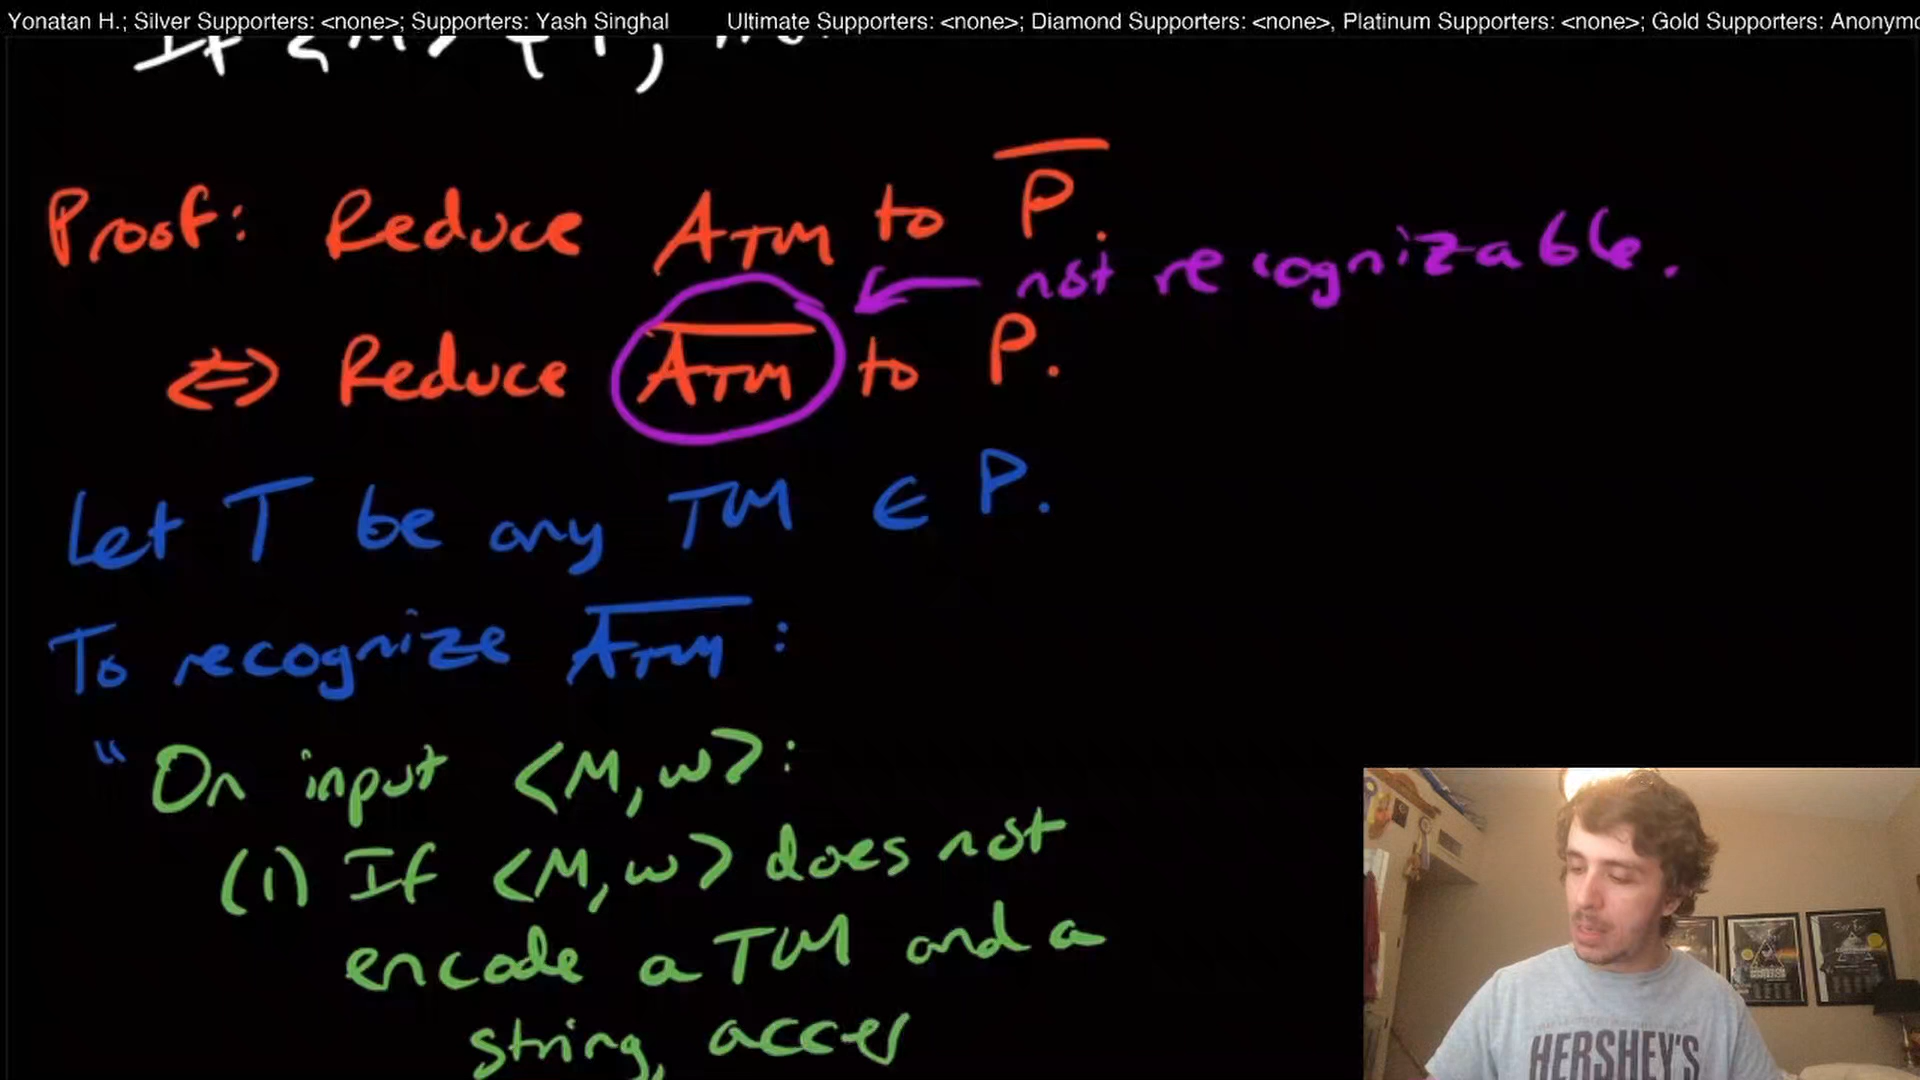 Yonatan H.; Silver Supporters: <none>; Supporters: Yash Singhal Ultimate Supporters: <none>; Diamond Supporters: <none>, Platinum Supporters: <none>; Gold Supporters: Anonymo
If <M>
Proof: Reduce ATM to P̅.
not recognizable.
<=> Reduce A̅T̅M̅ to P.
Let T be any TM ∈ P.
To recognize A̅T̅M̅:
"On input <M,w>:
(1) If <M,w> does not
encode a TM and a
string, accep
HERSHEY'S